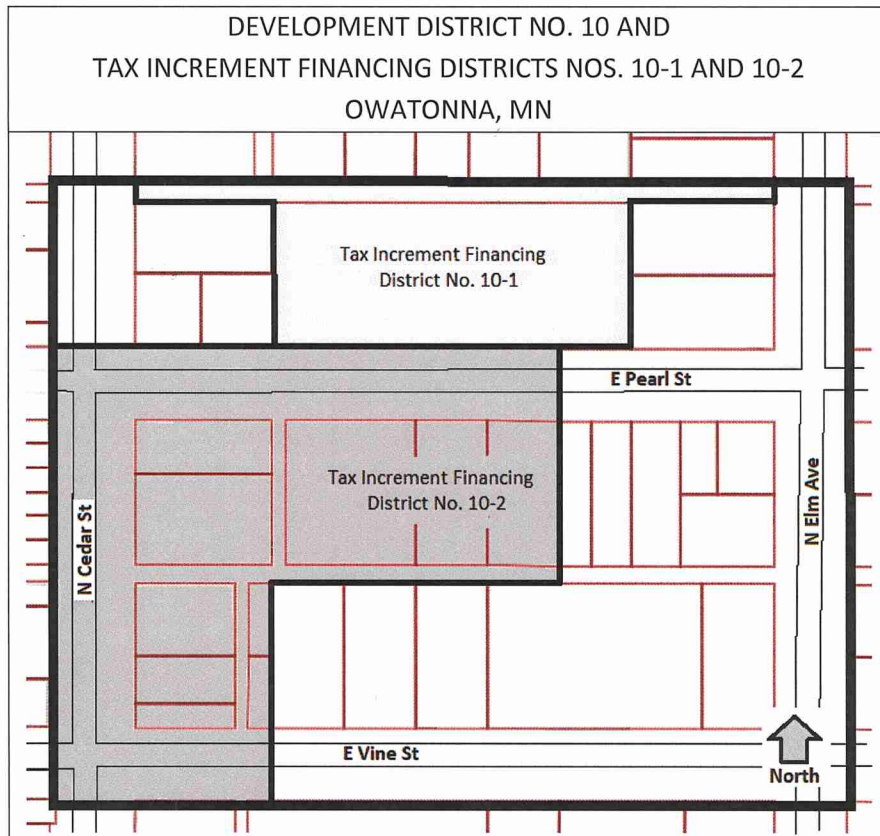 DEVELOPMENT DISTRICT NO. 10 AND
TAX INCREMENT FINANCING DISTRICTS NOS. 10-1 AND 10-2
OWATONNA, MN
Tax Increment Financing
District No. 10-1
E Pearl St
Tax Increment Financing
District No. 10-2
N Cedar St
N Elm Ave
E Vine St
North